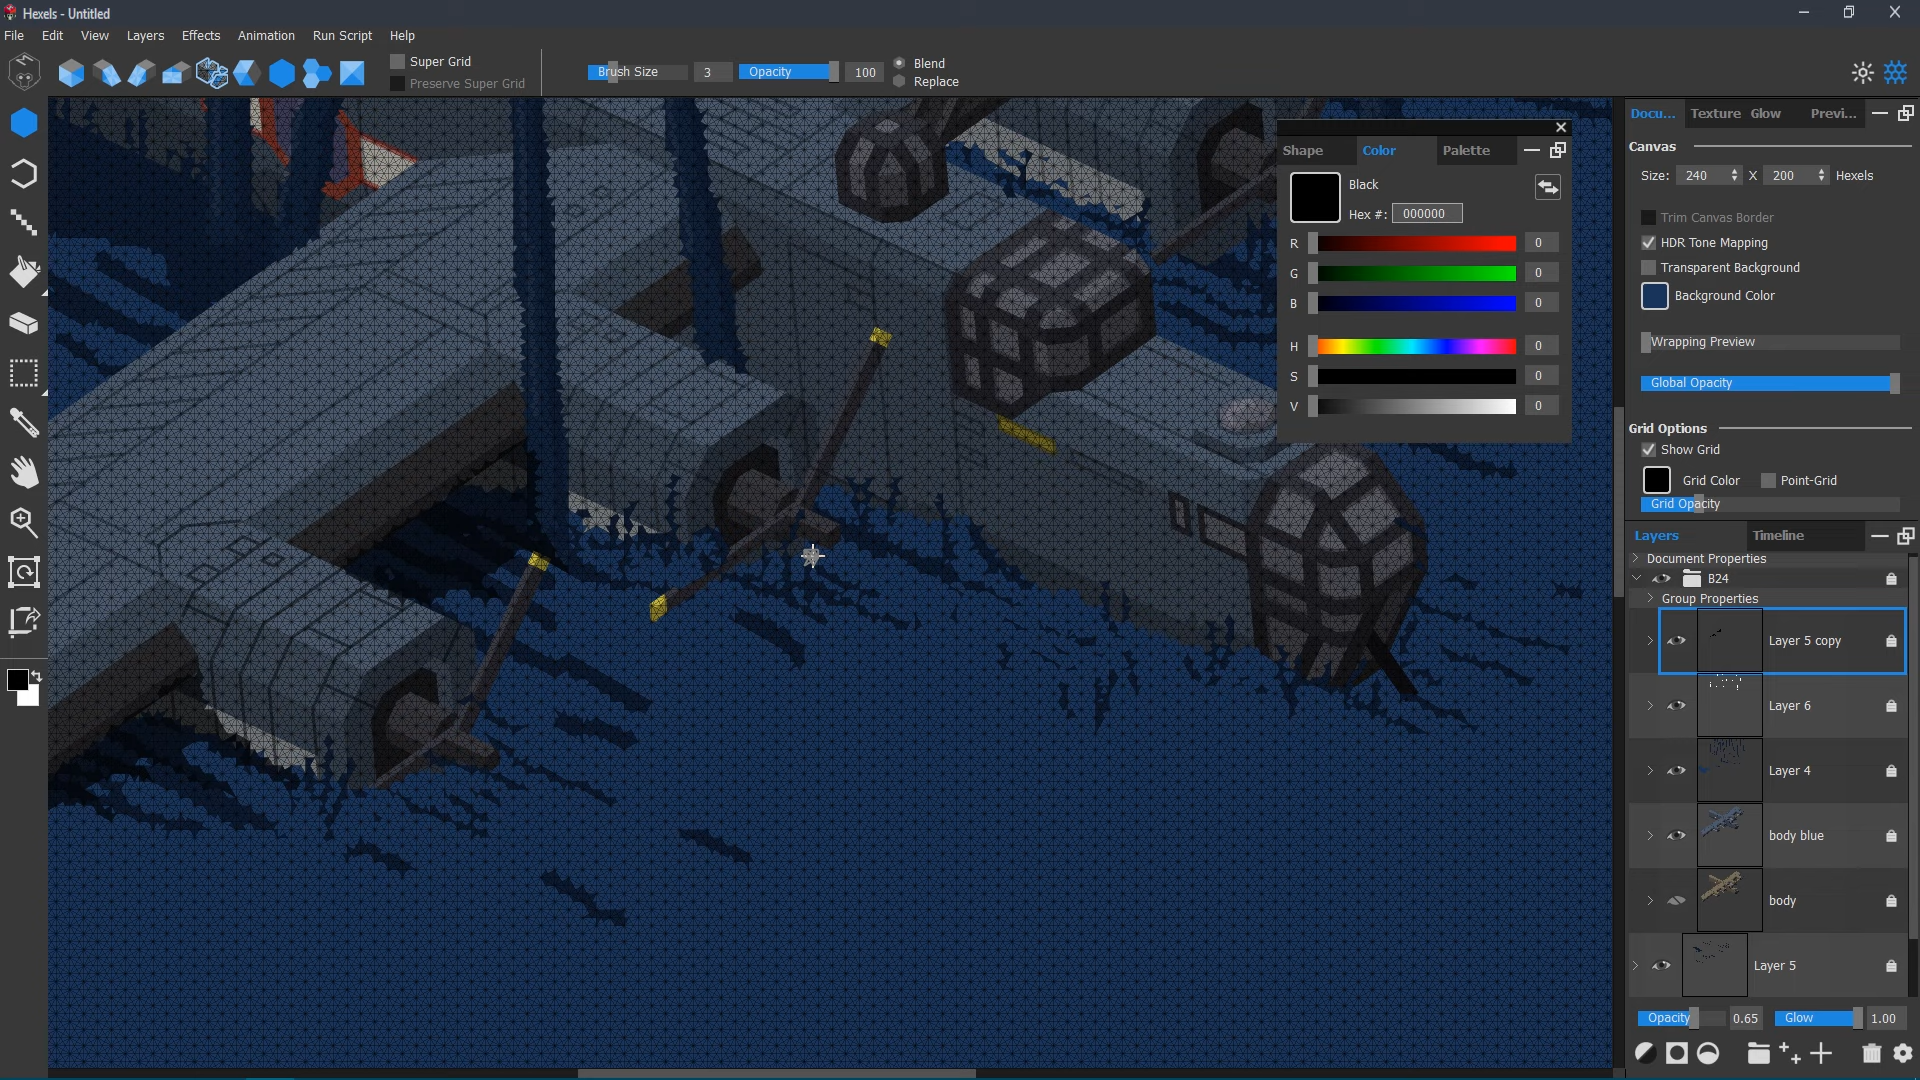 Hexels - Untitled
File Edit View Layers Effects Animation Run Script Help
Super Grid
Preserve Super Grid
Brush Size 3 Opacity 100
Blend
Replace
Shape Color Palette
Black
Hex #: 000000
R 0
G 0
B 0
H 0
S 0
V 0
Docu... Texture Glow Previ...
Canvas
Size: 240 X 200 Hexels
Trim Canvas Border
HDR Tone Mapping
Transparent Background
Background Color
Wrapping Preview
Global Opacity
Grid Options
Show Grid
Grid Color Point-Grid
Grid Opacity
Layers Timeline
Document Properties
B24
Group Properties
Layer 5 copy
Layer 6
Layer 4
body blue
body
Layer 5
Opacity 0.65 Glow 1.00